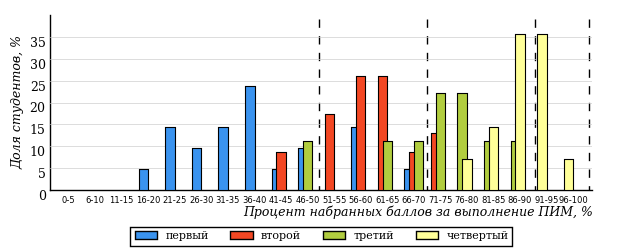 Доля студентов, %
35
30
25
20
15
10
5
0
0-5 6-10 11-15 16-20 21-25 26-30 31-35 36-40 41-45 46-50 51-55 56-60 61-65 66-70 71-75 76-80 81-85 86-90 91-95 96-100
Процент набранных баллов за выполнение ПИМ, %
первый второй третий четвертый